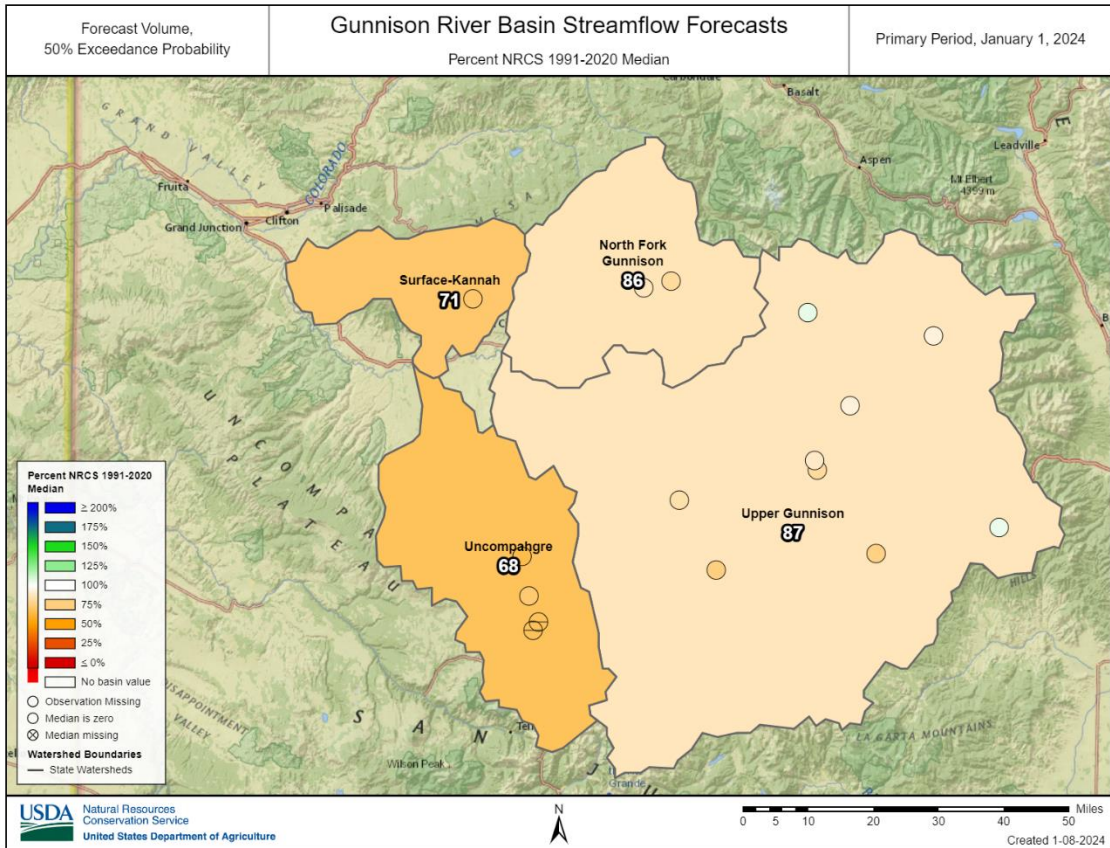 Forecast Volume,
50% Exceedance Probability
Gunnison River Basin Streamflow Forecasts
Percent NRCS 1991-2020 Median
Primary Period, January 1, 2024
Basalt
Leadville
Aspen
Mt Elbert
4399 m
GRAND VALLEY
COLORADO
Fruita
Palisade
Clifton
Grand Junction
MESA
North Fork
Gunnison
86
Surface-Kannah
71
UNCOMPA
PLATEAU
Upper Gunnison
87
Uncompahgre
68
HILLS
SAN
Wilson Peak
LA GARITA MOUNTAINS
Grande
DISAPPOINTMENT
VALLEY
Percent NRCS 1991-2020
Median
≥ 200%
175%
150%
125%
100%
75%
50%
25%
≤ 0%
No basin value
Observation Missing
Median is zero
Median missing
Watershed Boundaries
State Watersheds
USDA
Natural Resources
Conservation Service
United States Department of Agriculture
N
Miles
0 5 10 20 30 40 50
Created 1-08-2024